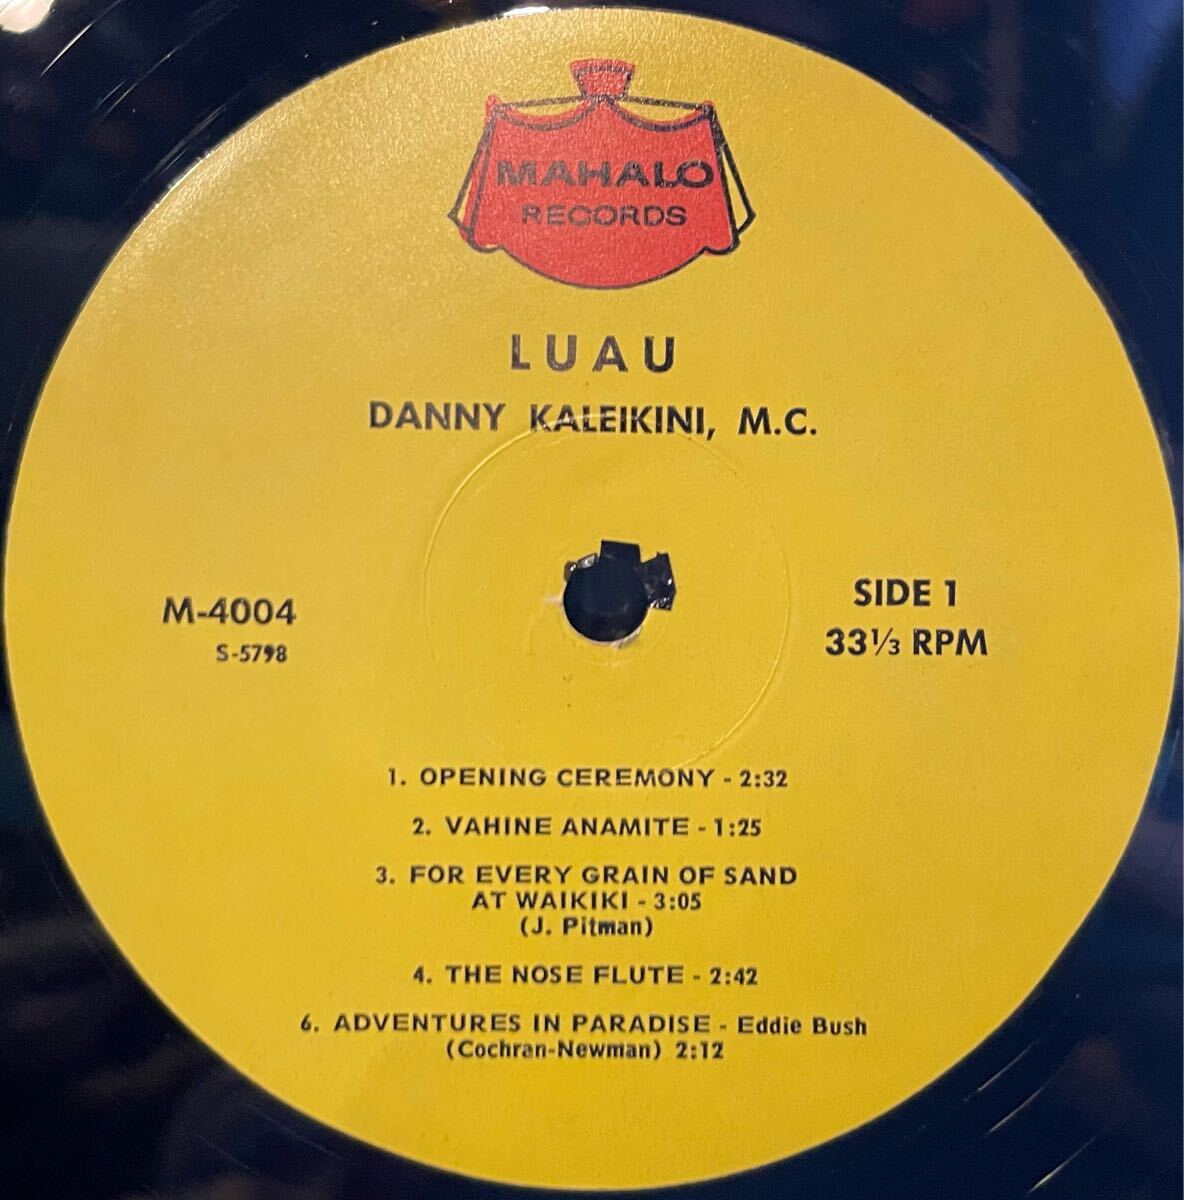 MAHALO
RECORDS
LUAU
DANNY KALEIKINI, M.C.
M-4004
S-5798
SIDE 1
33⅓ RPM
1. OPENING CEREMONY - 2:32
2. VAHINE ANAMITE - 1:25
3. FOR EVERY GRAIN OF SAND
AT WAIKIKI - 3:05
(J. Pitman)
4. THE NOSE FLUTE - 2:42
6. ADVENTURES IN PARADISE - Eddie Bush
(Cochran-Newman) 2:12